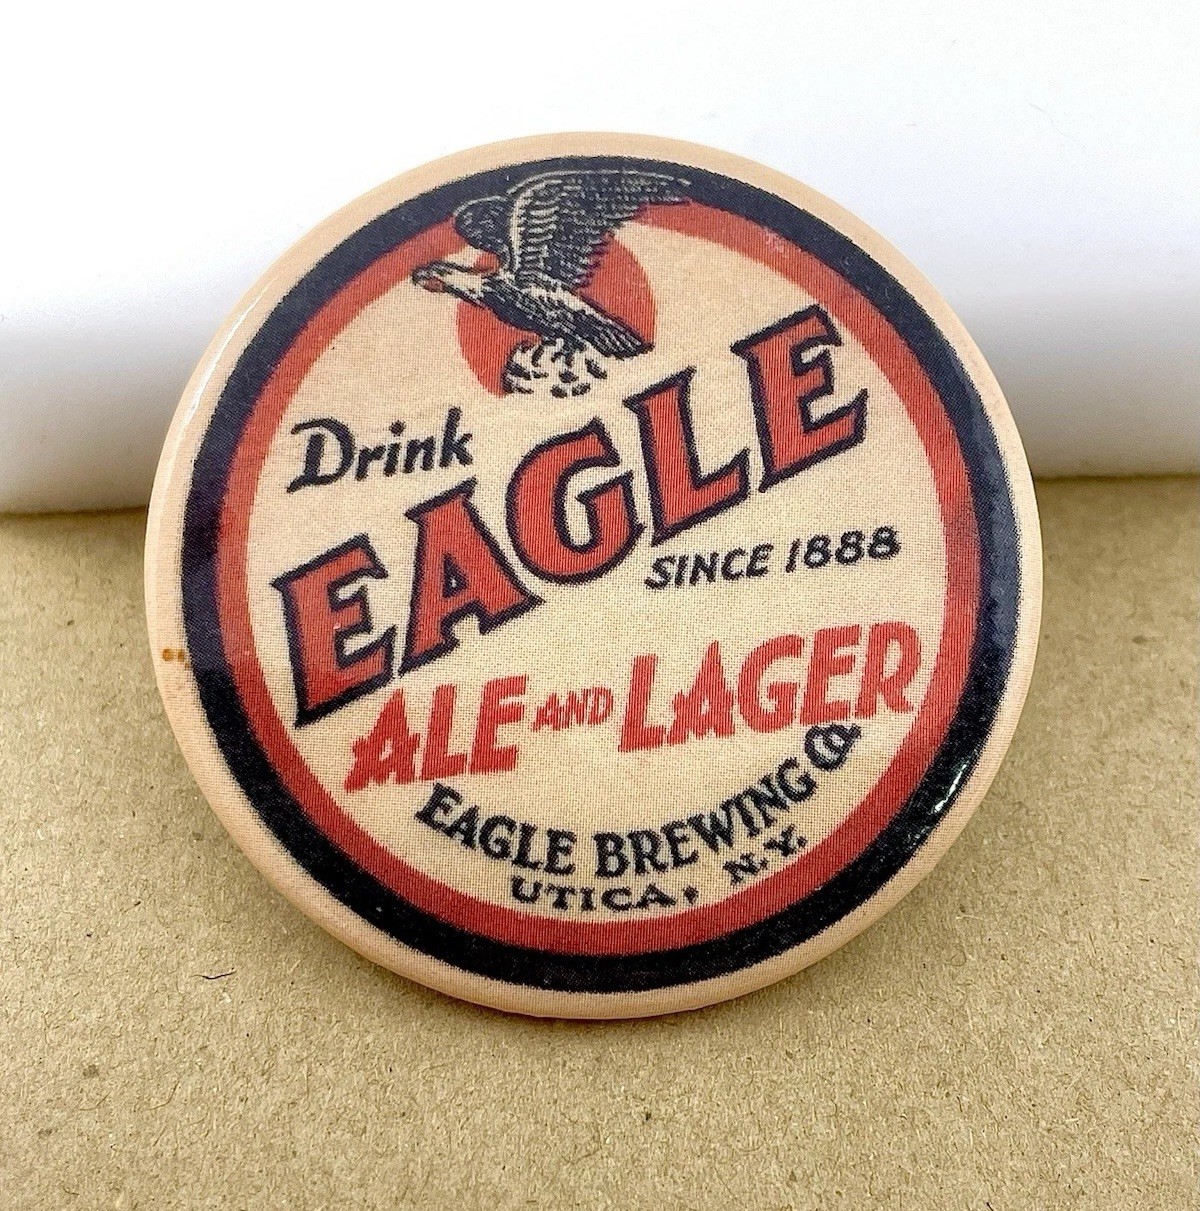 Drink
EAGLE
SINCE 1888
ALE AND LAGER
EAGLE BREWING Co.
UTICA, N.Y.